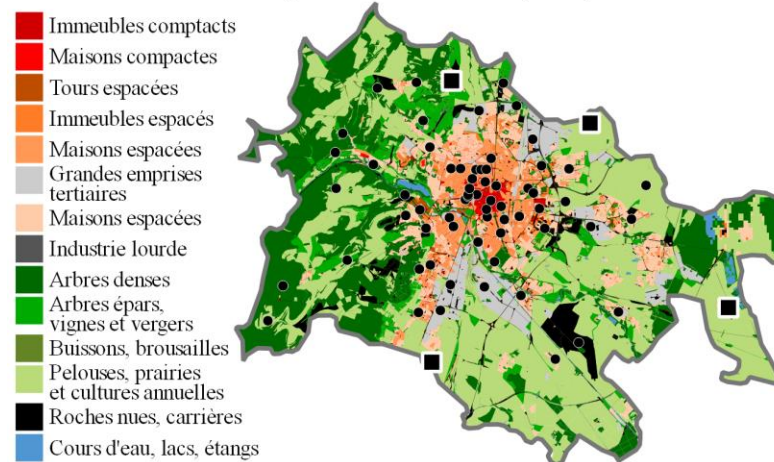 Immeubles comptacts
Maisons compactes
Tours espacées
Immeubles espacés
Maisons espacées
Grandes emprises
tertiaires
Maisons espacées
Industrie lourde
Arbres denses
Arbres épars,
vignes et vergers
Buissons, brousailles
Pelouses, prairies
et cultures annuelles
Roches nues, carrières
Cours d'eau, lacs, étangs